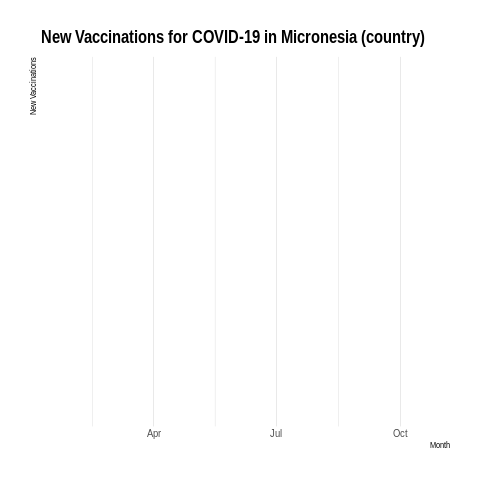 New Vaccinations for COVID-19 in Micronesia (country)
New Vaccinations
Apr Jul Oct
Month